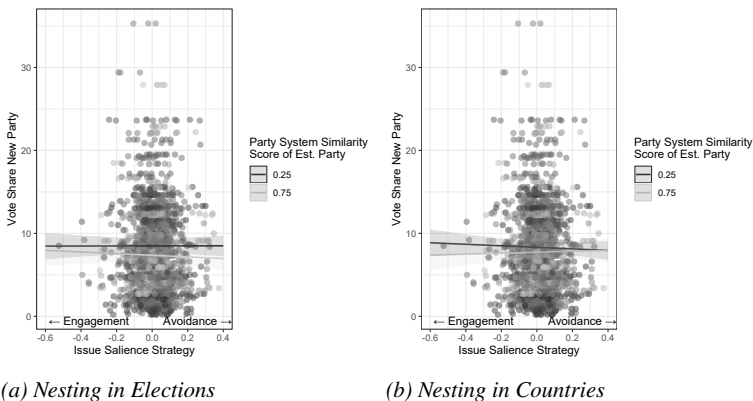 30
20
10
0
Vote Share New Party
-0.6 -0.4 -0.2 0.0 0.2 0.4
← Engagement Avoidance →
Issue Salience Strategy
Party System Similarity
Score of Est. Party
0.25
0.75
(a) Nesting in Elections
30
20
10
0
Vote Share New Party
-0.6 -0.4 -0.2 0.0 0.2 0.4
← Engagement Avoidance →
Issue Salience Strategy
Party System Similarity
Score of Est. Party
0.25
0.75
(b) Nesting in Countries